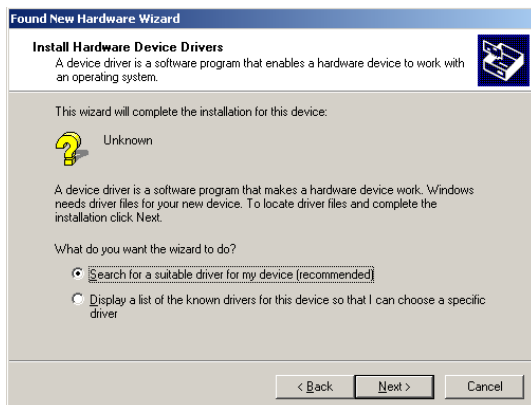 Found New Hardware Wizard
Install Hardware Device Drivers
A device driver is a software program that enables a hardware device to work with
an operating system.
This wizard will complete the installation for this device:
Unknown
A device driver is a software program that makes a hardware device work. Windows
needs driver files for your new device. To locate driver files and complete the
installation click Next.
What do you want the wizard to do?
Search for a suitable driver for my device (recommended)
Display a list of the known drivers for this device so that I can choose a specific
driver
< Back Next > Cancel